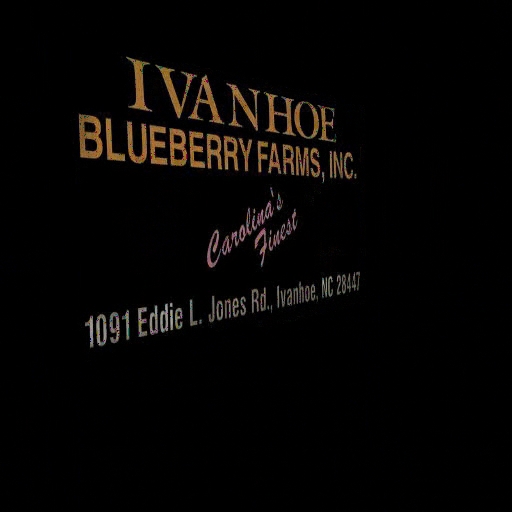 IVANHOE
BLUEBERRY FARMS, INC.
Carolina's
Finest
1091 Eddie L. Jones Rd., Ivanhoe, NC 28447